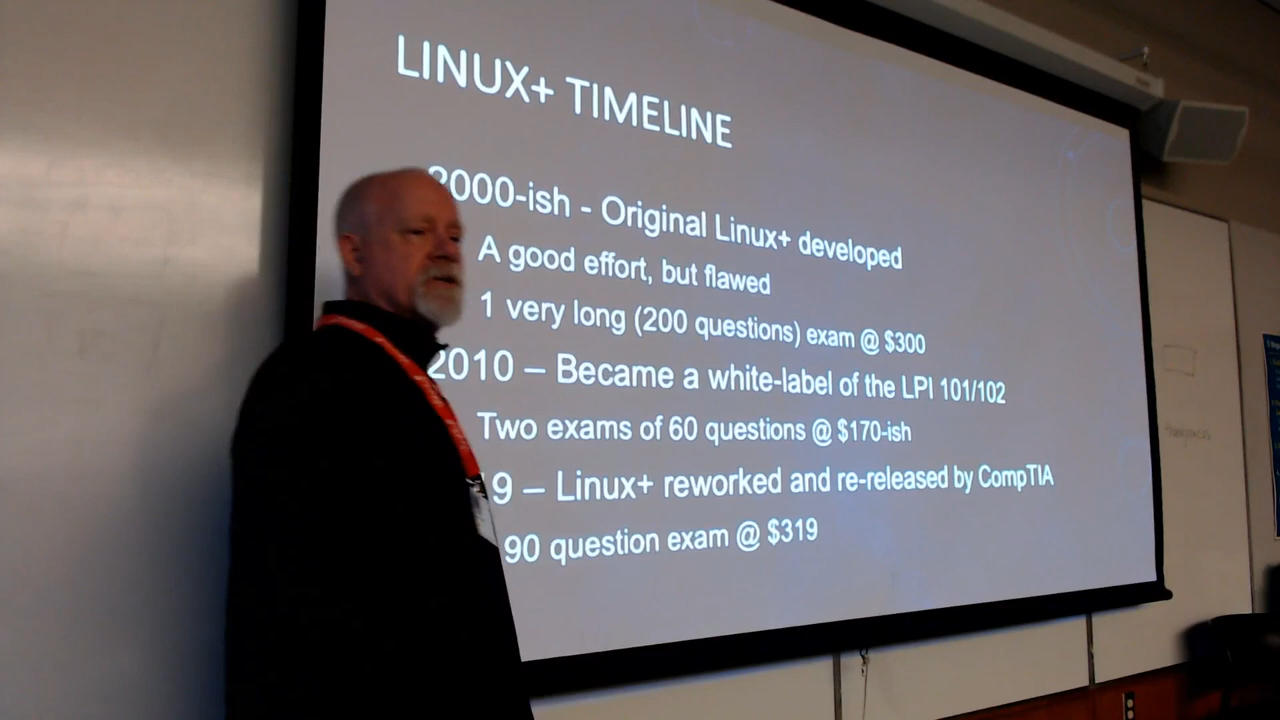 LINUX+ TIMELINE
2000-ish - Original Linux+ developed
A good effort, but flawed
1 very long (200 questions) exam @ $300
2010 – Became a white-label of the LPI 101/102
Two exams of 60 questions @ $170-ish
19 – Linux+ reworked and re-released by CompTIA
90 question exam @ $319